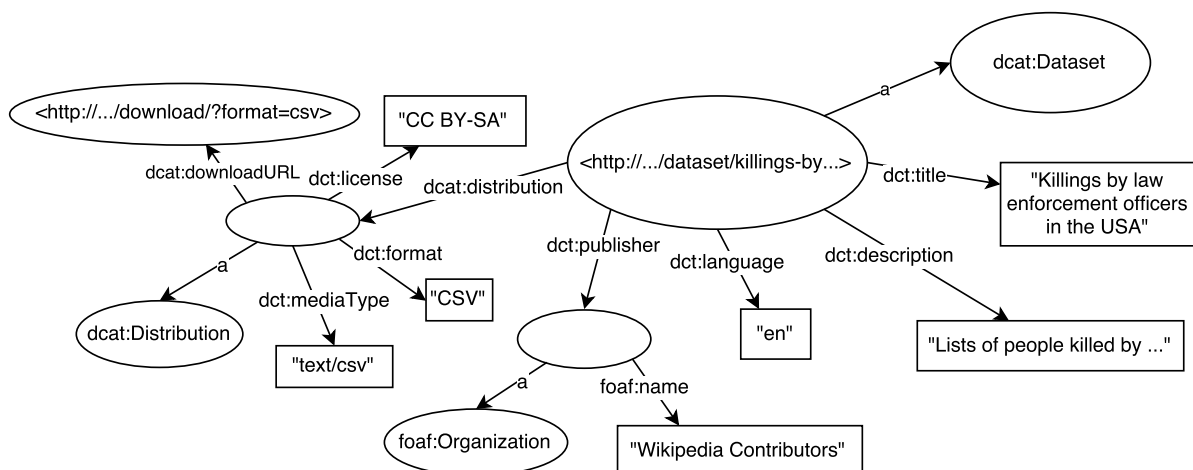 dcat:Dataset
a
<http://.../download/?format=csv>
"CC BY-SA"
<http://.../dataset/killings-by...>
dcat:downloadURL
dct:license
dcat:distribution
dct:title
"Killings by law
enforcement officers
in the USA"
dct:publisher
dct:format
dct:language
dct:description
a
dct:mediaType
"CSV"
dcat:Distribution
"en"
"text/csv"
"Lists of people killed by ..."
a
foaf:name
foaf:Organization
"Wikipedia Contributors"